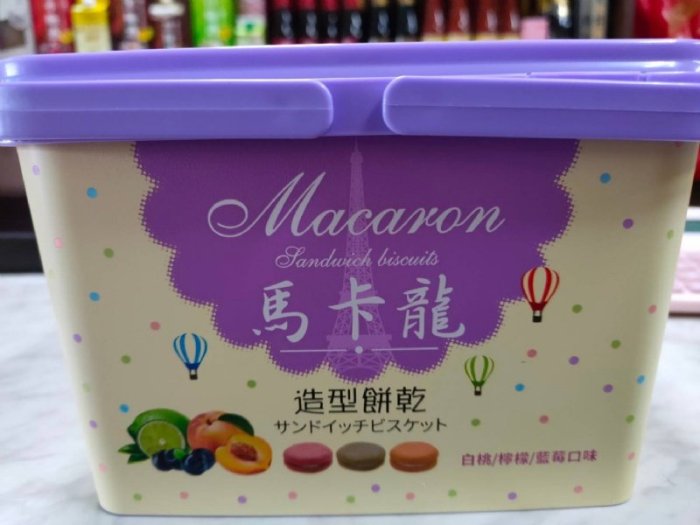 Macaron
Sandwich biscuits
馬卡龍
造型餅乾
サンドイッチビスケット
白桃/檸檬/藍莓口味